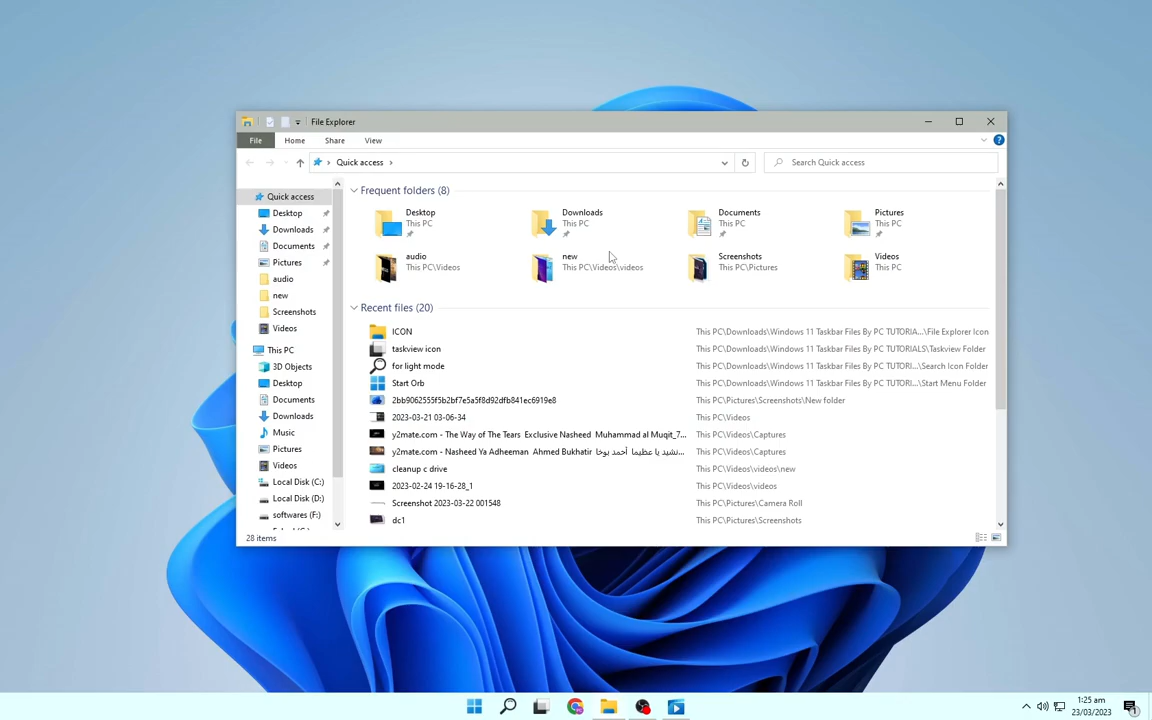 File Explorer
File Home Share View
Quick access
Search Quick access
Quick access
Desktop
Downloads
Documents
Pictures
audio
new
Screenshots
Videos
This PC
3D Objects
Desktop
Documents
Downloads
Music
Pictures
Videos
Local Disk (C:)
Local Disk (D:)
softwares (F:)
Frequent folders (8)
Desktop
This PC
Downloads
This PC
Documents
This PC
Pictures
This PC
audio
This PC\Videos
new
This PC\Videos\videos
Screenshots
This PC\Pictures
Videos
This PC
Recent files (20)
ICON This PC\Downloads\Windows 11 Taskbar Files By PC TUTORIA...\File Explorer Icon
taskview icon This PC\Downloads\Windows 11 Taskbar Files By PC TUTORIALS\Taskview Folder
for light mode This PC\Downloads\Windows 11 Taskbar Files By PC TUTORI...\Search Icon Folder
Start Orb This PC\Downloads\Windows 11 Taskbar Files By PC TUTOR...\Start Menu Folder
2bb9062555f5b2bf7e5a5f8d92dfb841ec6919e8 This PC\Pictures\Screenshots\New folder
2023-03-21 03-06-34 This PC\Videos
y2mate.com - The Way of The Tears Exclusive Nasheed Muhammad al Muqit_7... This PC\Videos\Captures
y2mate.com - Nasheed Ya Adheeman Ahmed Bukhatir نشيد يا عظيما أحمد بوخا... This PC\Videos\Captures
cleanup c drive This PC\Videos\videos\new
2023-02-24 19-16-28_1 This PC\Videos\videos
Screenshot 2023-03-22 001548 This PC\Pictures\Camera Roll
dc1 This PC\Pictures\Screenshots
28 items
1:25 am
23/03/2023